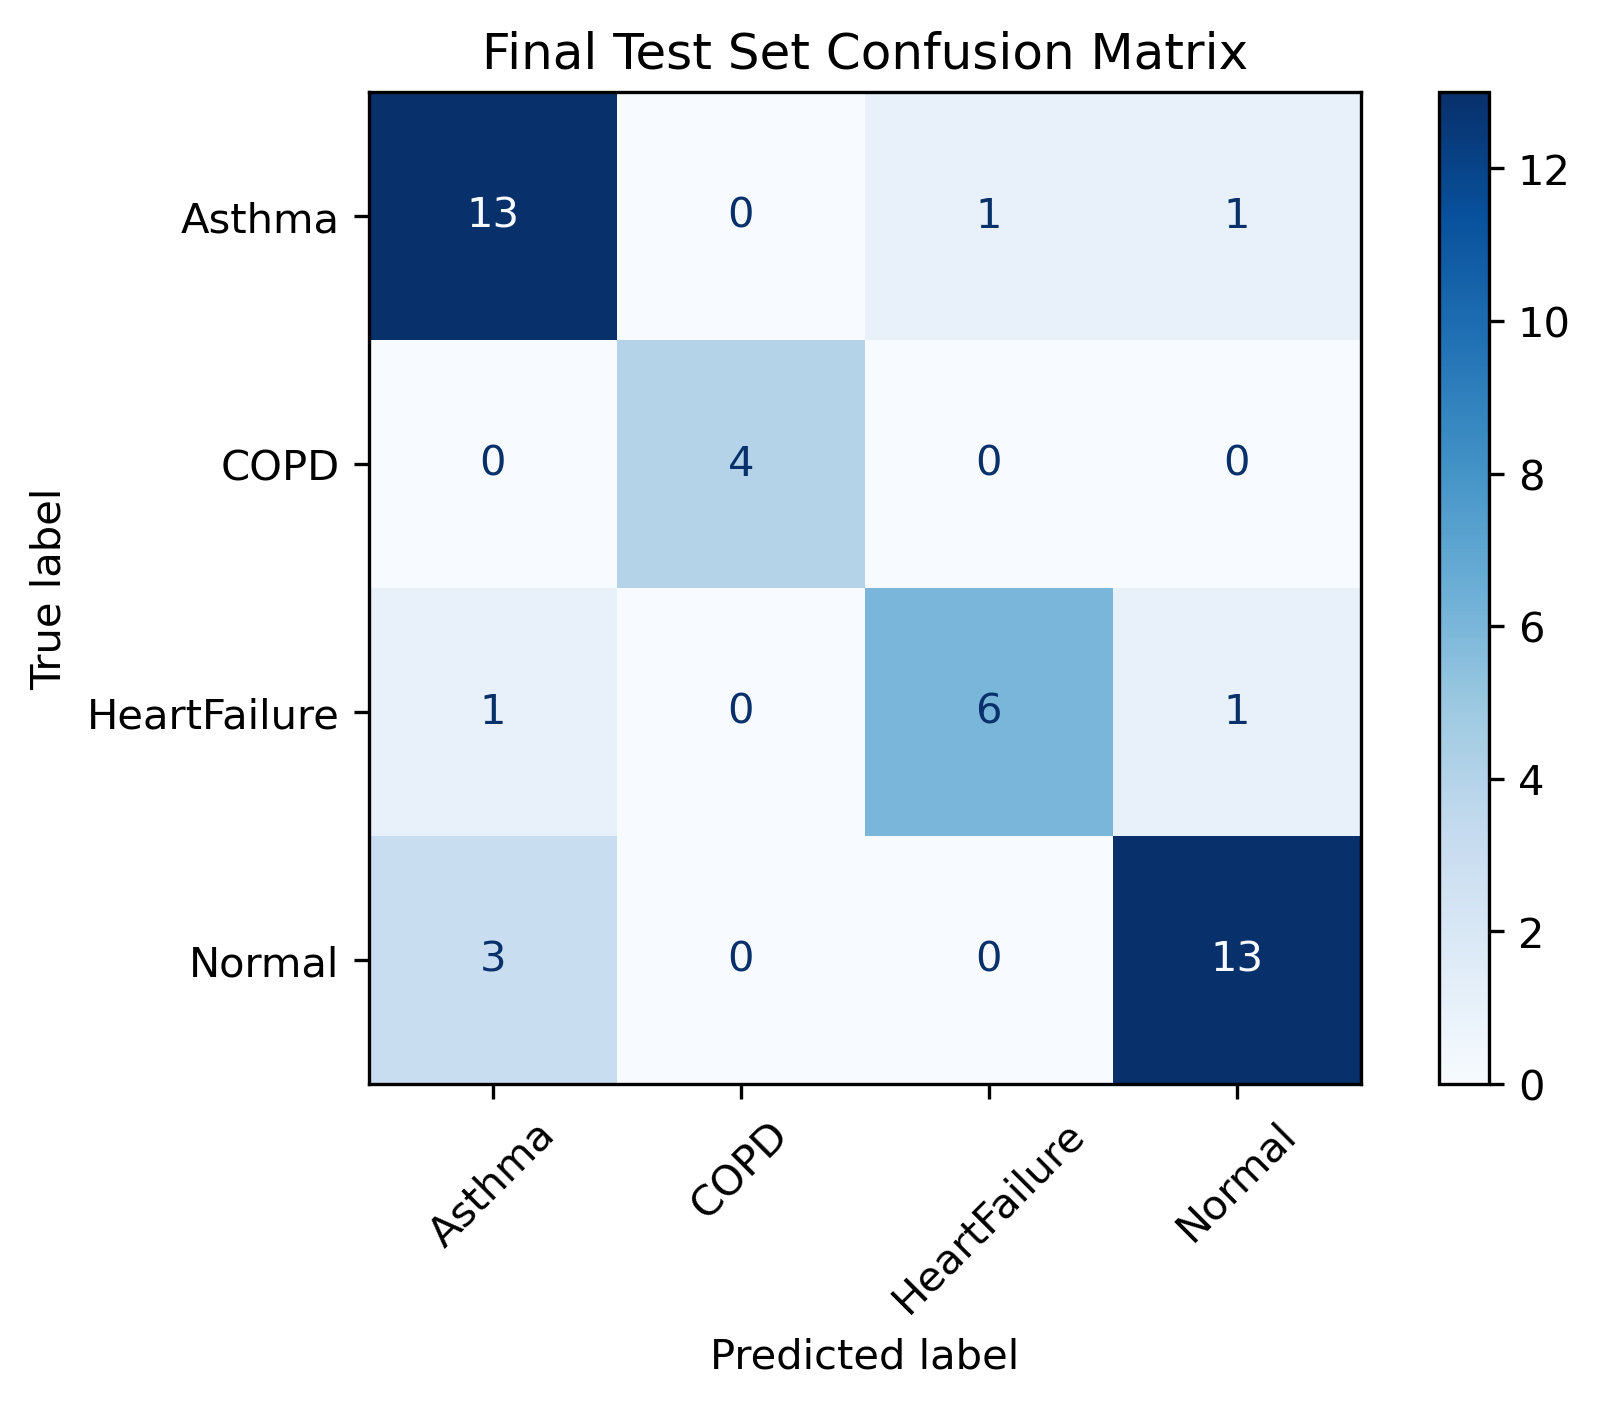 Final Test Set Confusion Matrix
Asthma 13 0 1 1
COPD 0 4 0 0
HeartFailure 1 0 6 1
Normal 3 0 0 13
True label
Asthma COPD HeartFailure Normal
Predicted label
12
10
8
6
4
2
0